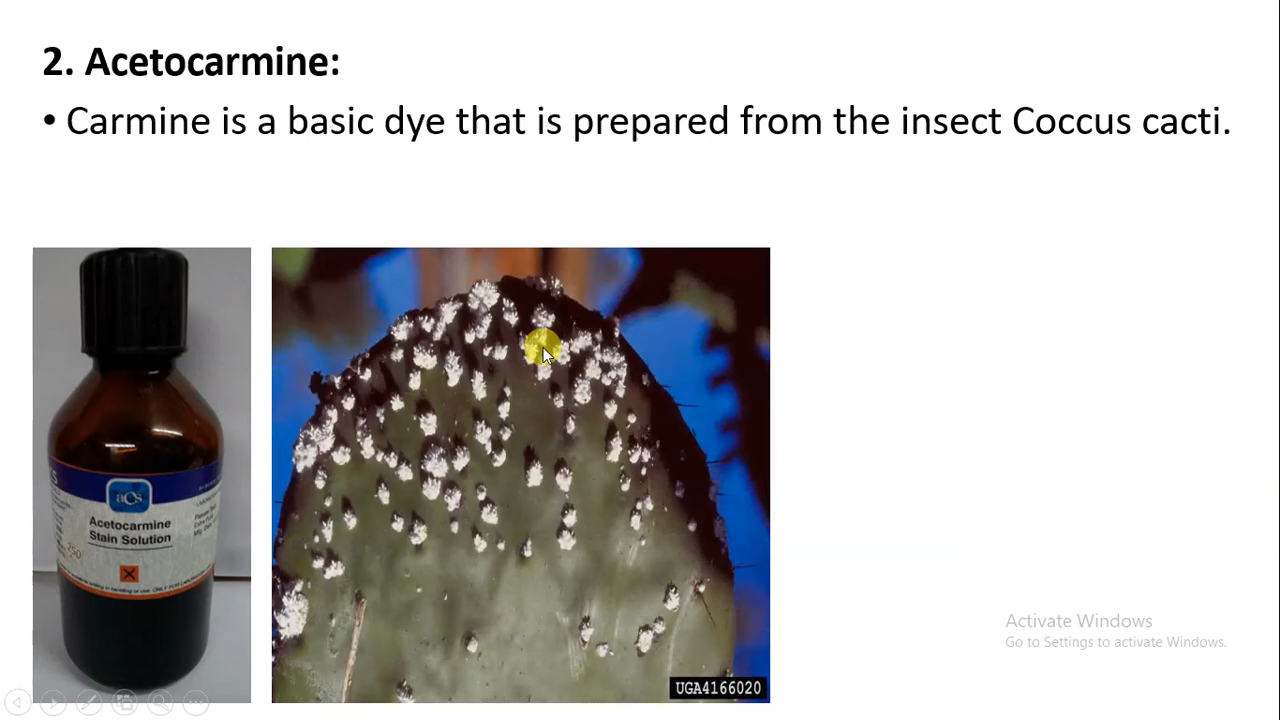 2. Acetocarmine:
• Carmine is a basic dye that is prepared from the insect Coccus cacti.
aCs
Acetocarmine
Stain Solution
UGA4166020
Activate Windows
Go to Settings to activate Windows.